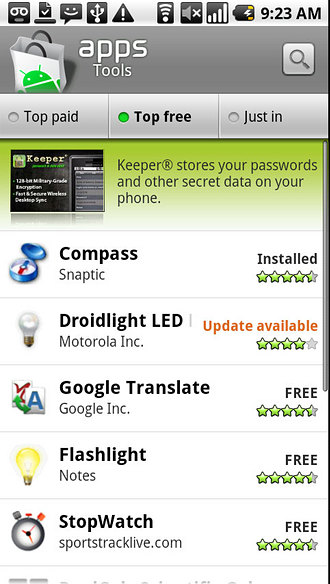 9:23 AM
apps
Tools
Top paid
Top free
Just in
Keeper®
- 128-bit Military-Grade
Encryption
- Fast & Secure Wireless
Desktop Sync
Keeper® stores your passwords
and other secret data on your
phone.
Compass
Installed
Snaptic
Droidlight LED
Update available
Motorola Inc.
Google Translate
FREE
Google Inc.
Flashlight
FREE
Notes
StopWatch
FREE
sportstracklive.com